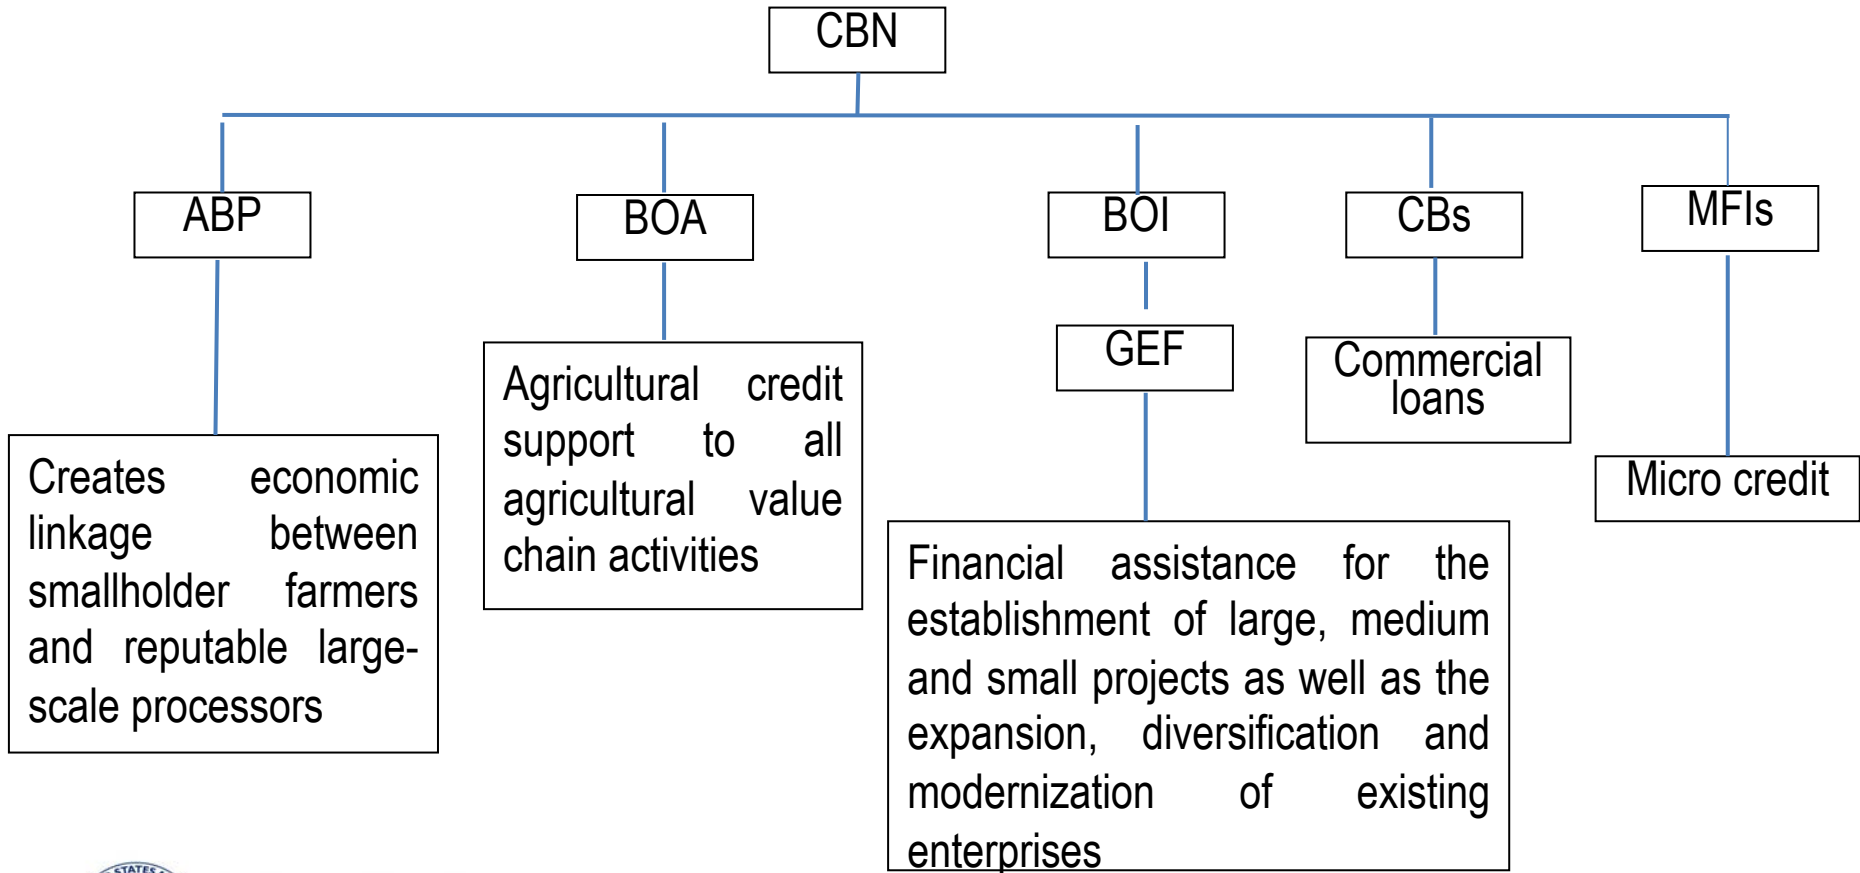 CBN
ABP
BOA
BOI
CBs
MFIs
GEF
Commercial
loans
Micro credit
Creates economic
linkage between
smallholder farmers
and reputable large-
scale processors
Agricultural credit
support to all
agricultural value
chain activities
Financial assistance for the
establishment of large, medium
and small projects as well as the
expansion, diversification and
modernization of existing
enterprises
STATES